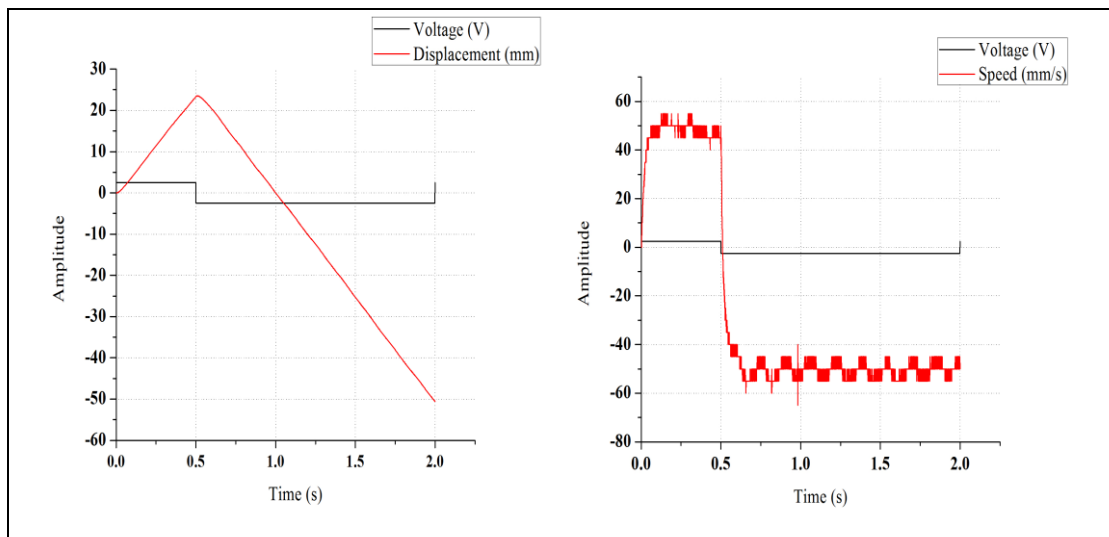 Voltage (V)
Displacement (mm)
30
20
10
0
-10
-20
-30
-40
-50
-60
Amplitude
0.0 0.5 1.0 1.5 2.0
Time (s)
Voltage (V)
Speed (mm/s)
60
40
20
0
-20
-40
-60
-80
Amplitude
0.0 0.5 1.0 1.5 2.0
Time (s)